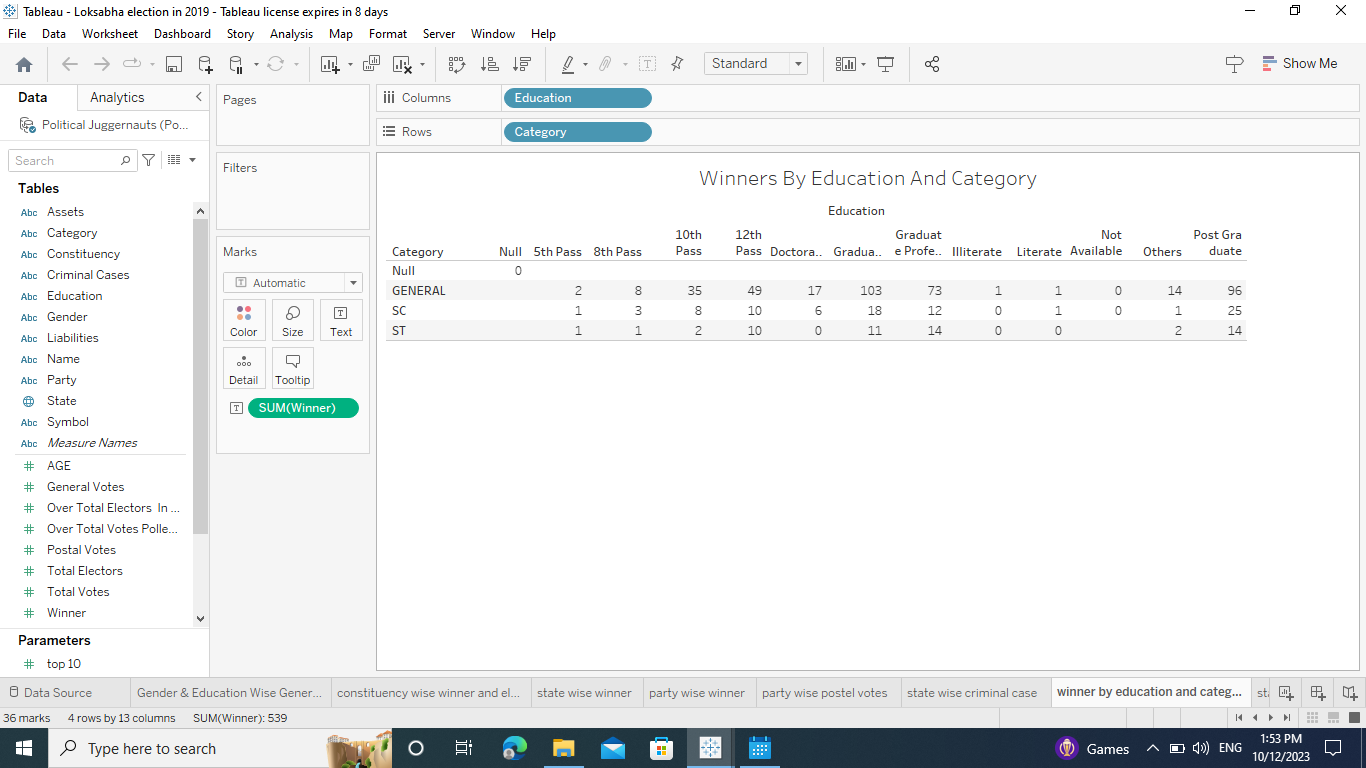 Tableau - Loksabha election in 2019 - Tableau license expires in 8 days
File Data Worksheet Dashboard Story Analysis Map Format Server Window Help
Standard Show Me
Data Analytics
Political Juggernauts (Po...
Search
Tables
Abc Assets
Abc Category
Abc Constituency
Abc Criminal Cases
Abc Education
Abc Gender
Abc Liabilities
Abc Name
Abc Party
State
Abc Symbol
Abc Measure Names
# AGE
# General Votes
# Over Total Electors In ...
# Over Total Votes Polle...
# Postal Votes
# Total Electors
# Total Votes
# Winner
Parameters
# top 10
Pages
Filters
Marks
T Automatic
Color Size Text
Detail Tooltip
T SUM(Winner)
Columns Education
Rows Category
Winners By Education And Category
Education
Category Null 5th Pass 8th Pass 10th Pass 12th Pass Doctora.. Gradua.. Graduat e Profe.. Illiterate Literate Not Available Others Post Gra duate
Null 0
GENERAL 2 8 35 49 17 103 73 1 1 0 14 96
SC 1 3 8 10 6 18 12 0 1 0 1 25
ST 1 1 2 10 0 11 14 0 0 2 14
Data Source Gender & Education Wise Gener... constituency wise winner and el... state wise winner party wise winner party wise postel votes state wise criminal case winner by education and categ... sta
36 marks 4 rows by 13 columns SUM(Winner): 539
Type here to search Games ENG 1:53 PM
10/12/2023